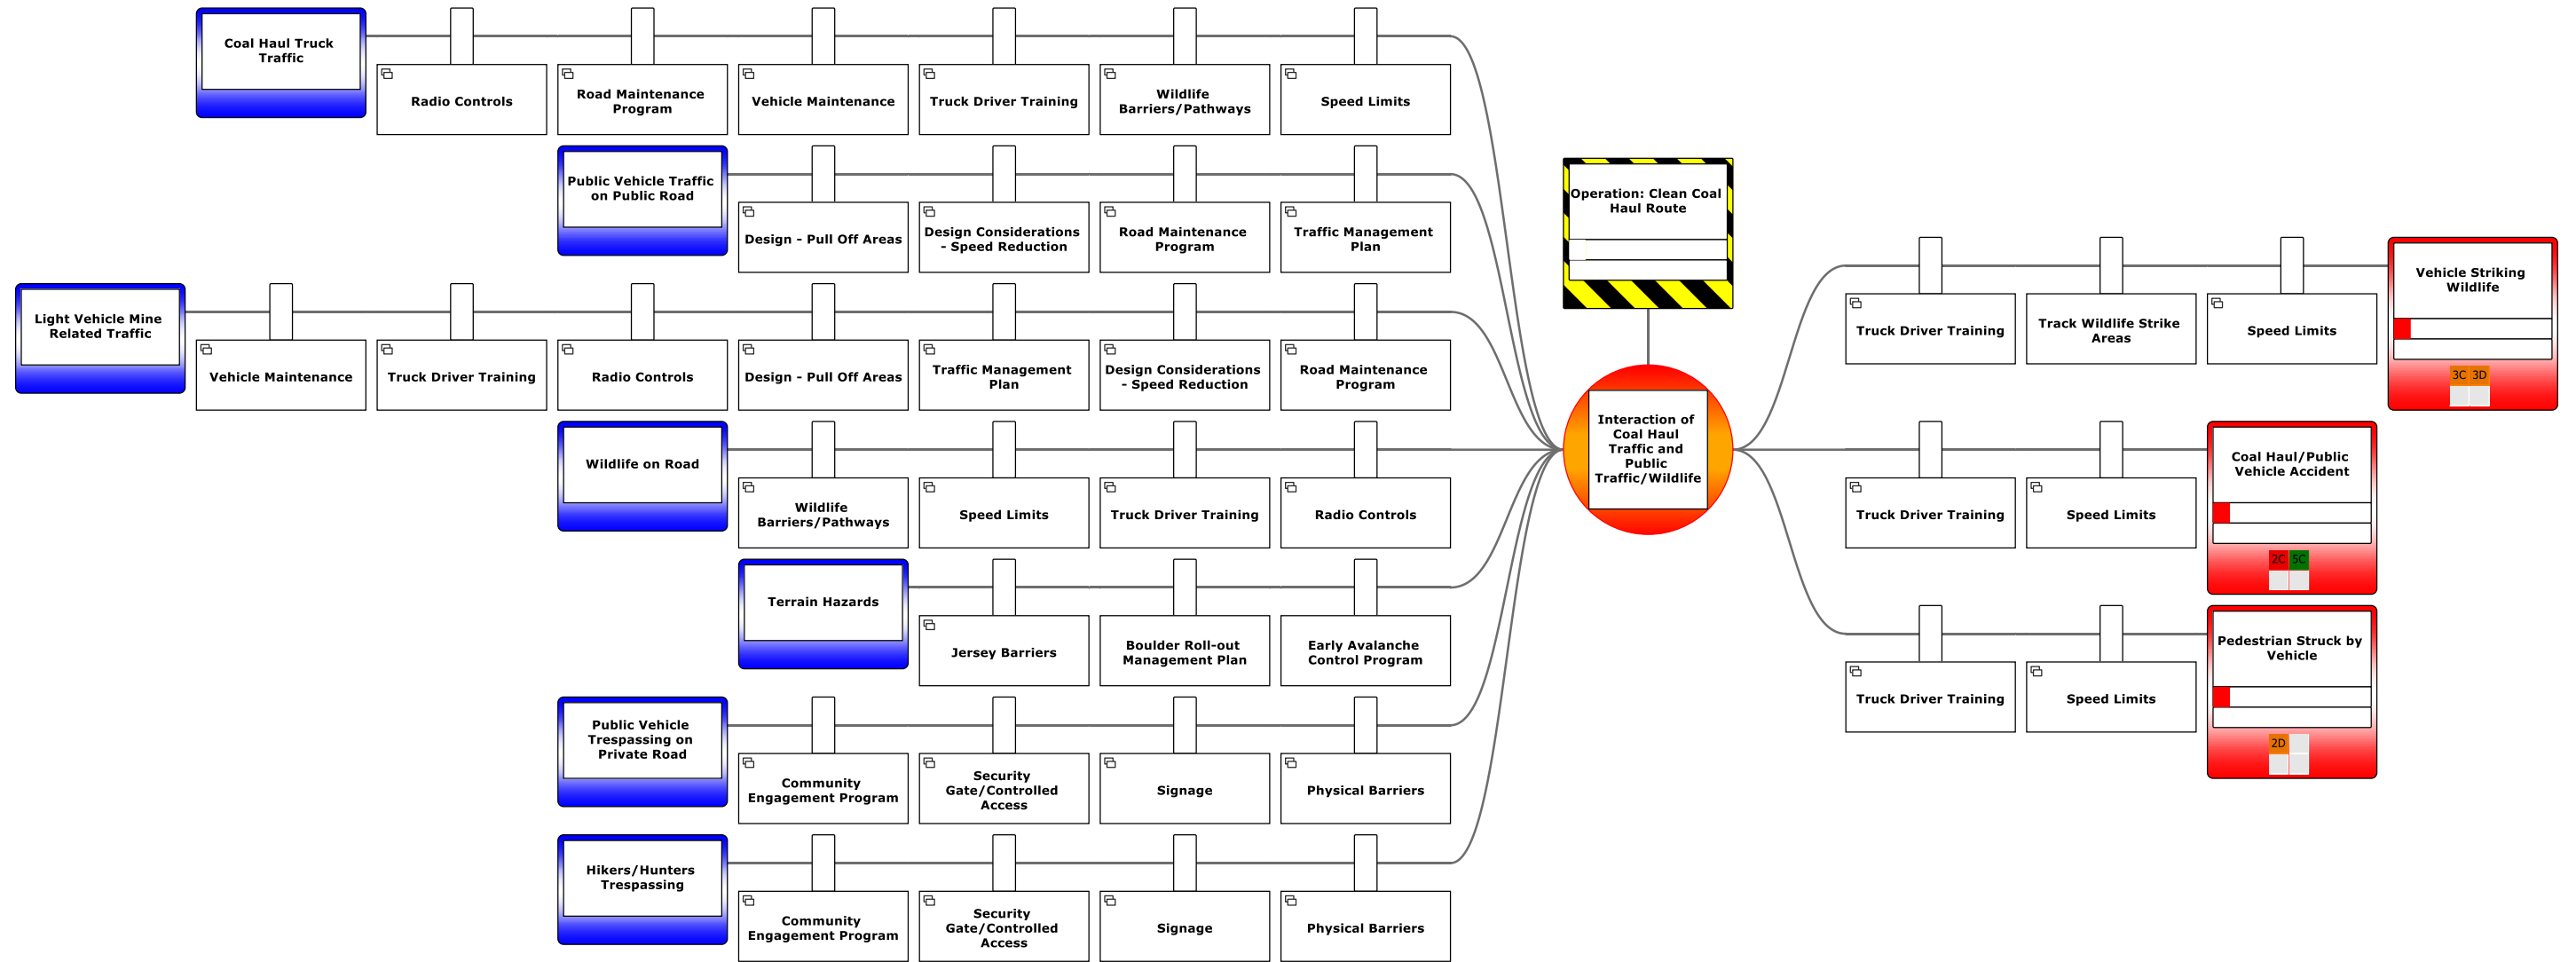 Coal Haul Truck
Traffic
Radio Controls
Road Maintenance
Program
Vehicle Maintenance
Truck Driver Training
Wildlife
Barriers/Pathways
Speed Limits
Public Vehicle Traffic
on Public Road
Design - Pull Off Areas
Design Considerations
- Speed Reduction
Road Maintenance
Program
Traffic Management
Plan
Light Vehicle Mine
Related Traffic
Vehicle Maintenance
Truck Driver Training
Radio Controls
Design - Pull Off Areas
Traffic Management
Plan
Design Considerations
- Speed Reduction
Road Maintenance
Program
Wildlife on Road
Wildlife
Barriers/Pathways
Speed Limits
Truck Driver Training
Radio Controls
Terrain Hazards
Jersey Barriers
Boulder Roll-out
Management Plan
Early Avalanche
Control Program
Public Vehicle
Trespassing on
Private Road
Community
Engagement Program
Security
Gate/Controlled
Access
Signage
Physical Barriers
Hikers/Hunters
Trespassing
Community
Engagement Program
Security
Gate/Controlled
Access
Signage
Physical Barriers
Operation: Clean Coal
Haul Route
Interaction of
Coal Haul
Traffic and
Public
Traffic/Wildlife
Truck Driver Training
Track Wildlife Strike
Areas
Speed Limits
Vehicle Striking
Wildlife
3C 3D
Truck Driver Training
Speed Limits
Coal Haul/Public
Vehicle Accident
2C 5C
Truck Driver Training
Speed Limits
Pedestrian Struck by
Vehicle
2D